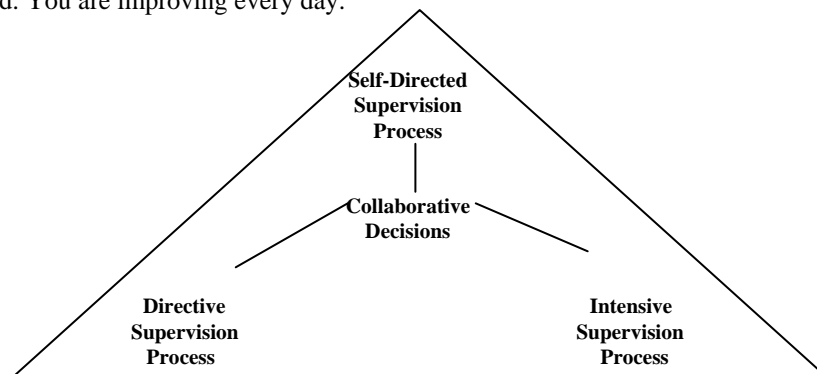 d. You are improving every day.
Self-Directed
Supervision
Process
Collaborative
Decisions
Directive
Supervision
Process
Intensive
Supervision
Process